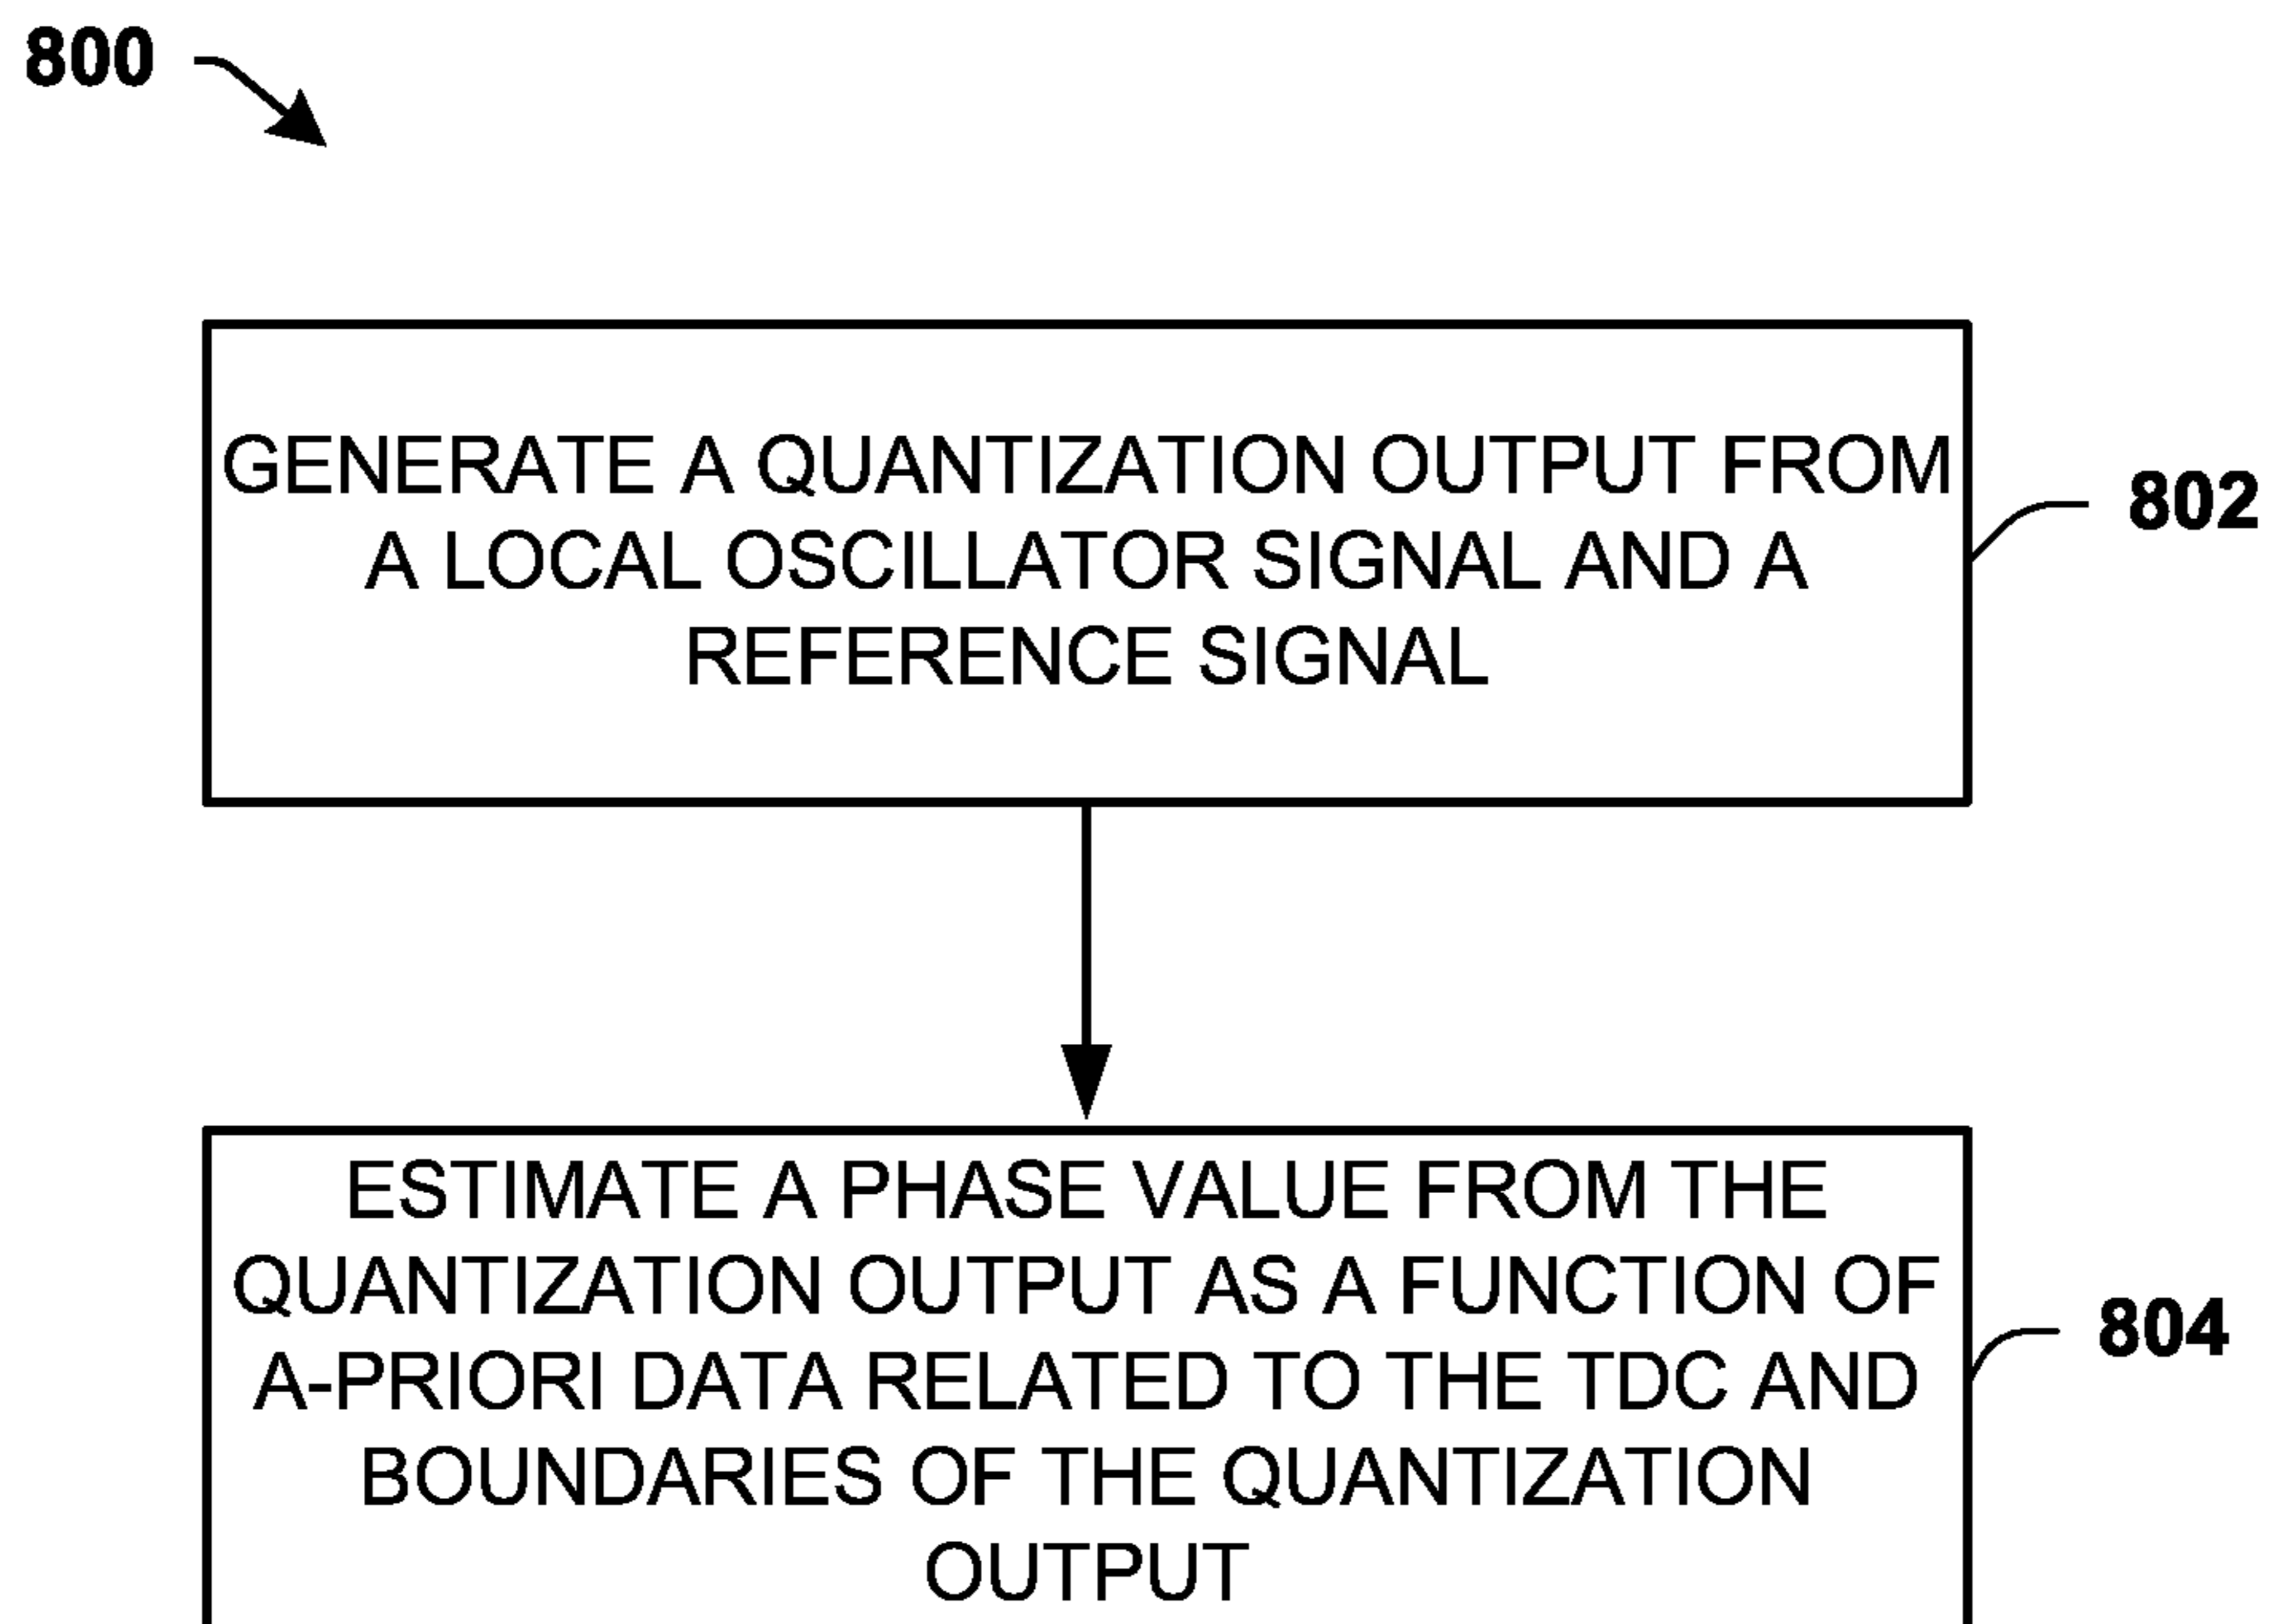 800
GENERATE A QUANTIZATION OUTPUT FROM
A LOCAL OSCILLATOR SIGNAL AND A
REFERENCE SIGNAL
802
ESTIMATE A PHASE VALUE FROM THE
QUANTIZATION OUTPUT AS A FUNCTION OF
A-PRIORI DATA RELATED TO THE TDC AND
BOUNDARIES OF THE QUANTIZATION
OUTPUT
804